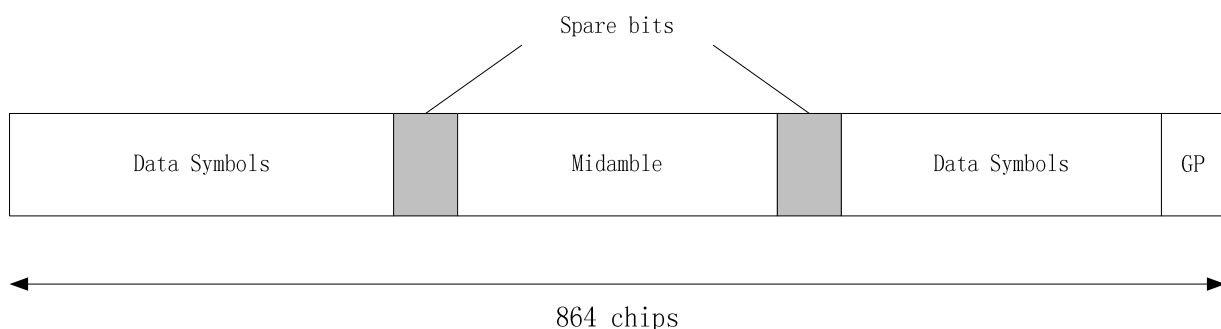 Spare bits
Data Symbols
Midamble
Data Symbols
GP
864 chips